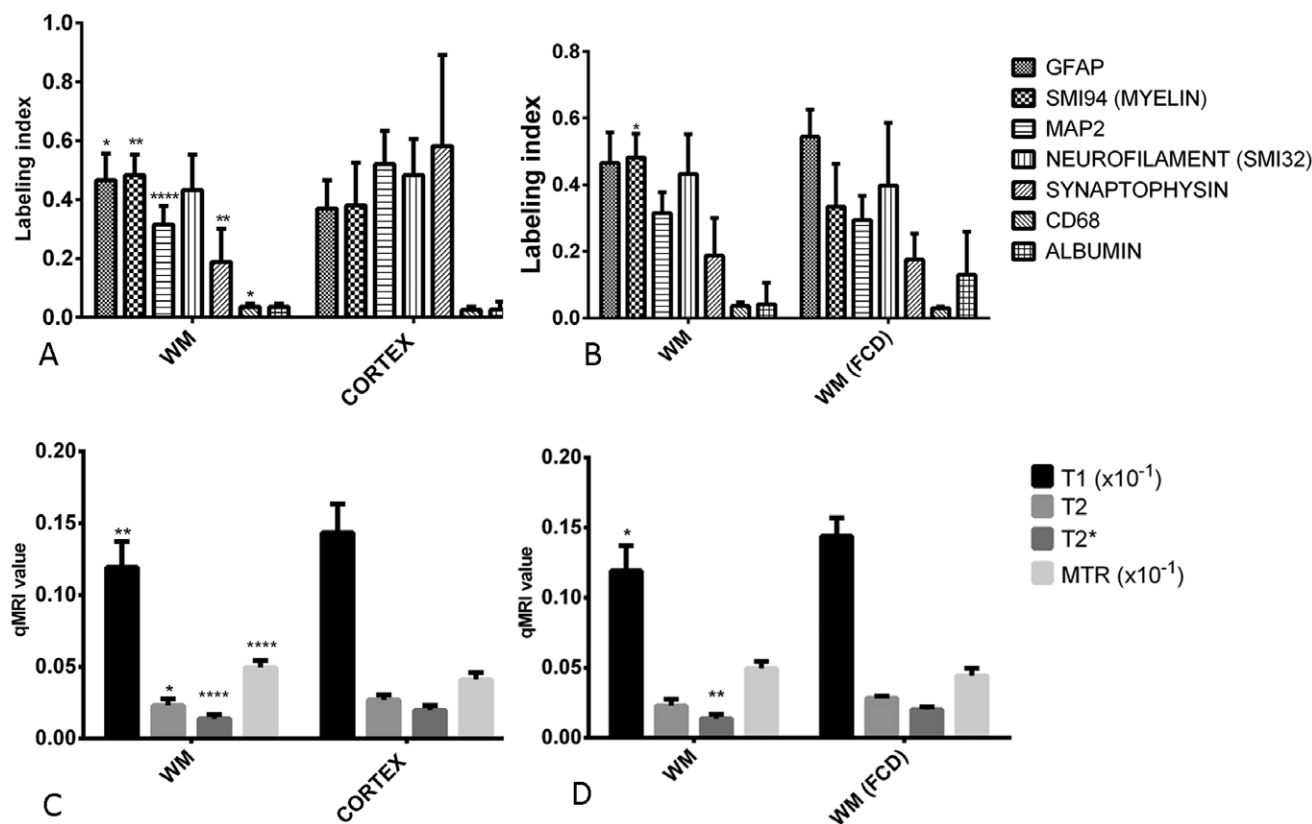 1.0
0.8
0.6
0.4
0.2
0.0
Labeling index
*
**
****
**
*
WM
CORTEX
A
0.8
0.6
0.4
0.2
0.0
Labeling index
*
WM
WM (FCD)
B
GFAP
SMI94 (MYELIN)
MAP2
NEUROFILAMENT (SMI32)
SYNAPTOPHYSIN
CD68
ALBUMIN
0.20
0.15
0.10
0.05
0.00
qMRI value
**
*
****
****
WM
CORTEX
C
0.20
0.15
0.10
0.05
0.00
qMRI value
*
**
WM
WM (FCD)
D
T1 (x10⁻¹)
T2
T2*
MTR (x10⁻¹)